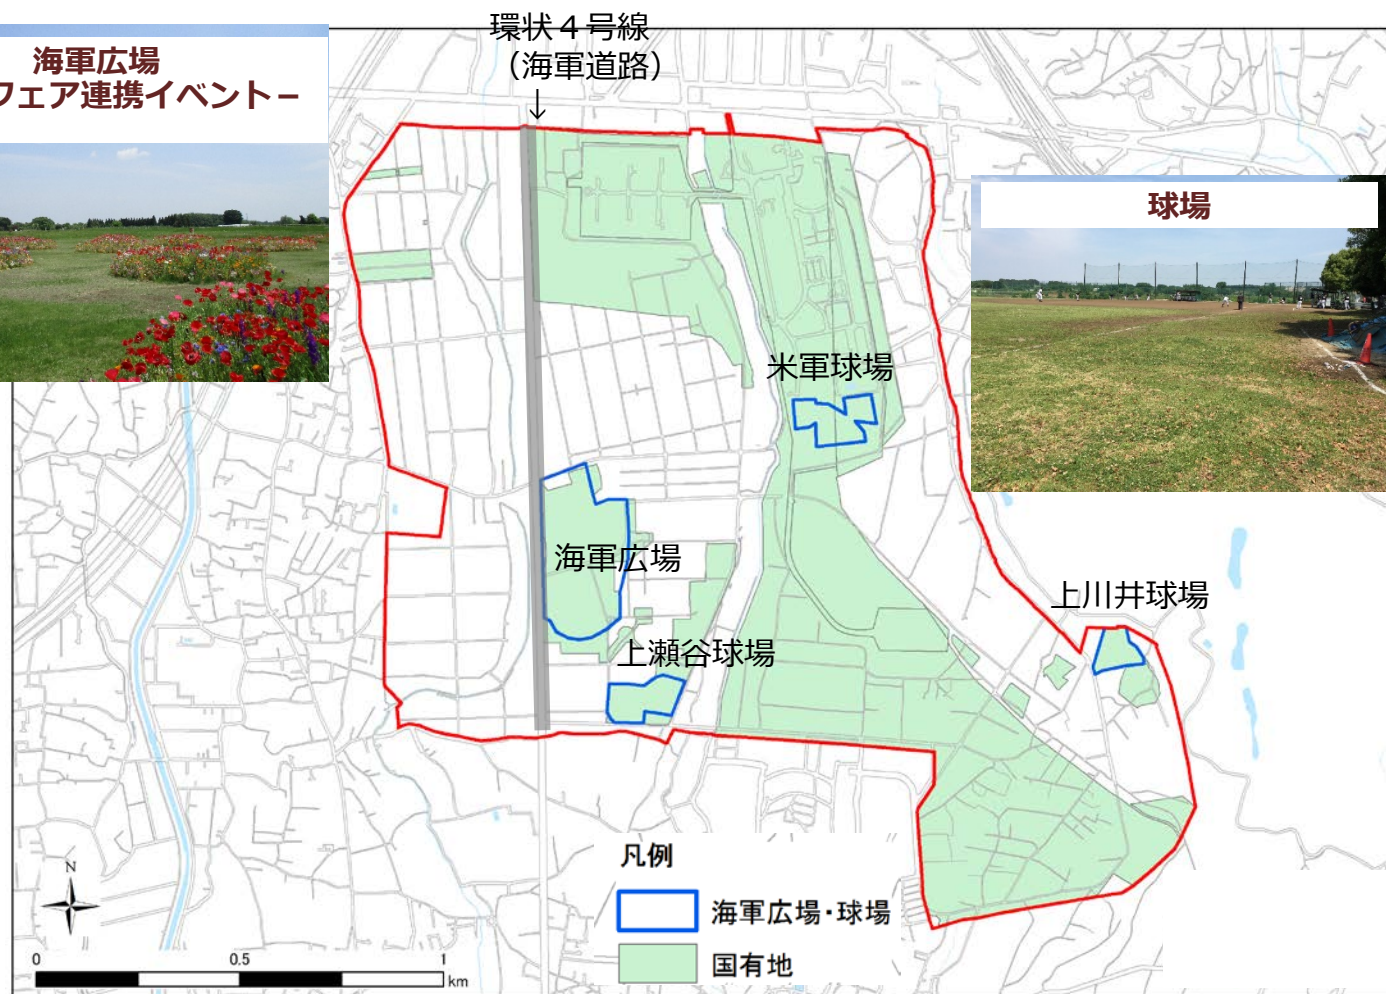 環状４号線
（海軍道路）
↓
海軍広場
フェア連携イベント－
球場
米軍球場
海軍広場
上川井球場
上瀬谷球場
凡例
海軍広場・球場
国有地
N
0 0.5 1
km